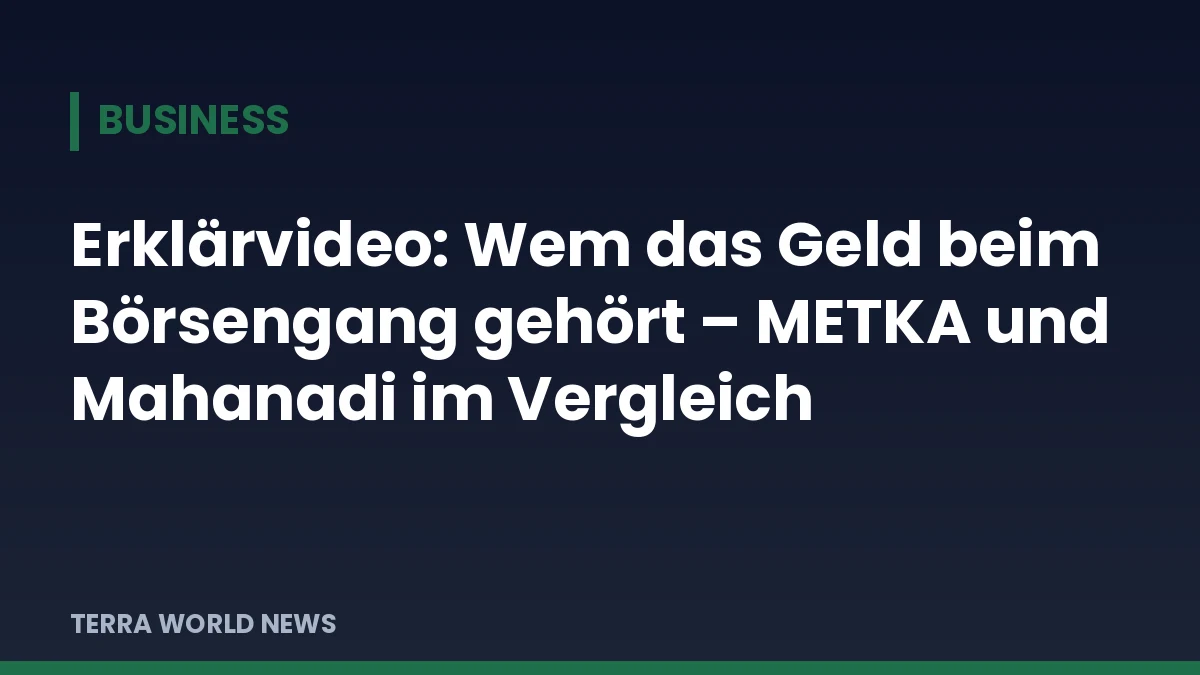 BUSINESS
Erklärvideo: Wem das Geld beim
Börsengang gehört – METKA und
Mahanadi im Vergleich
TERRA WORLD NEWS